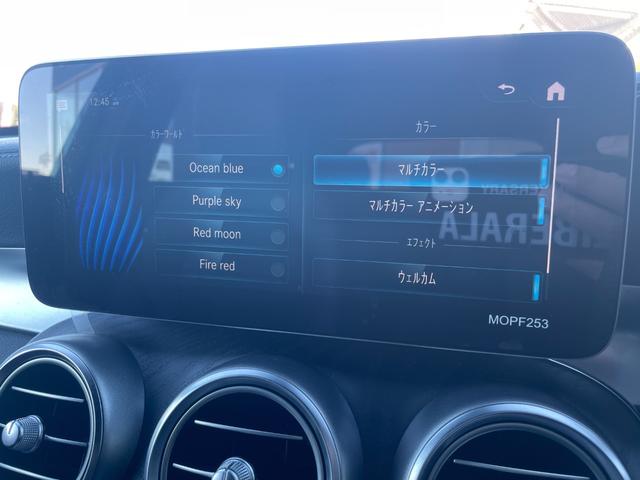 12:45
カラーワールド
Ocean blue
Purple sky
Red moon
Fire red
カラー
マルチカラー
マルチカラー アニメーション
エフェクト
ウェルカム
MOPF253